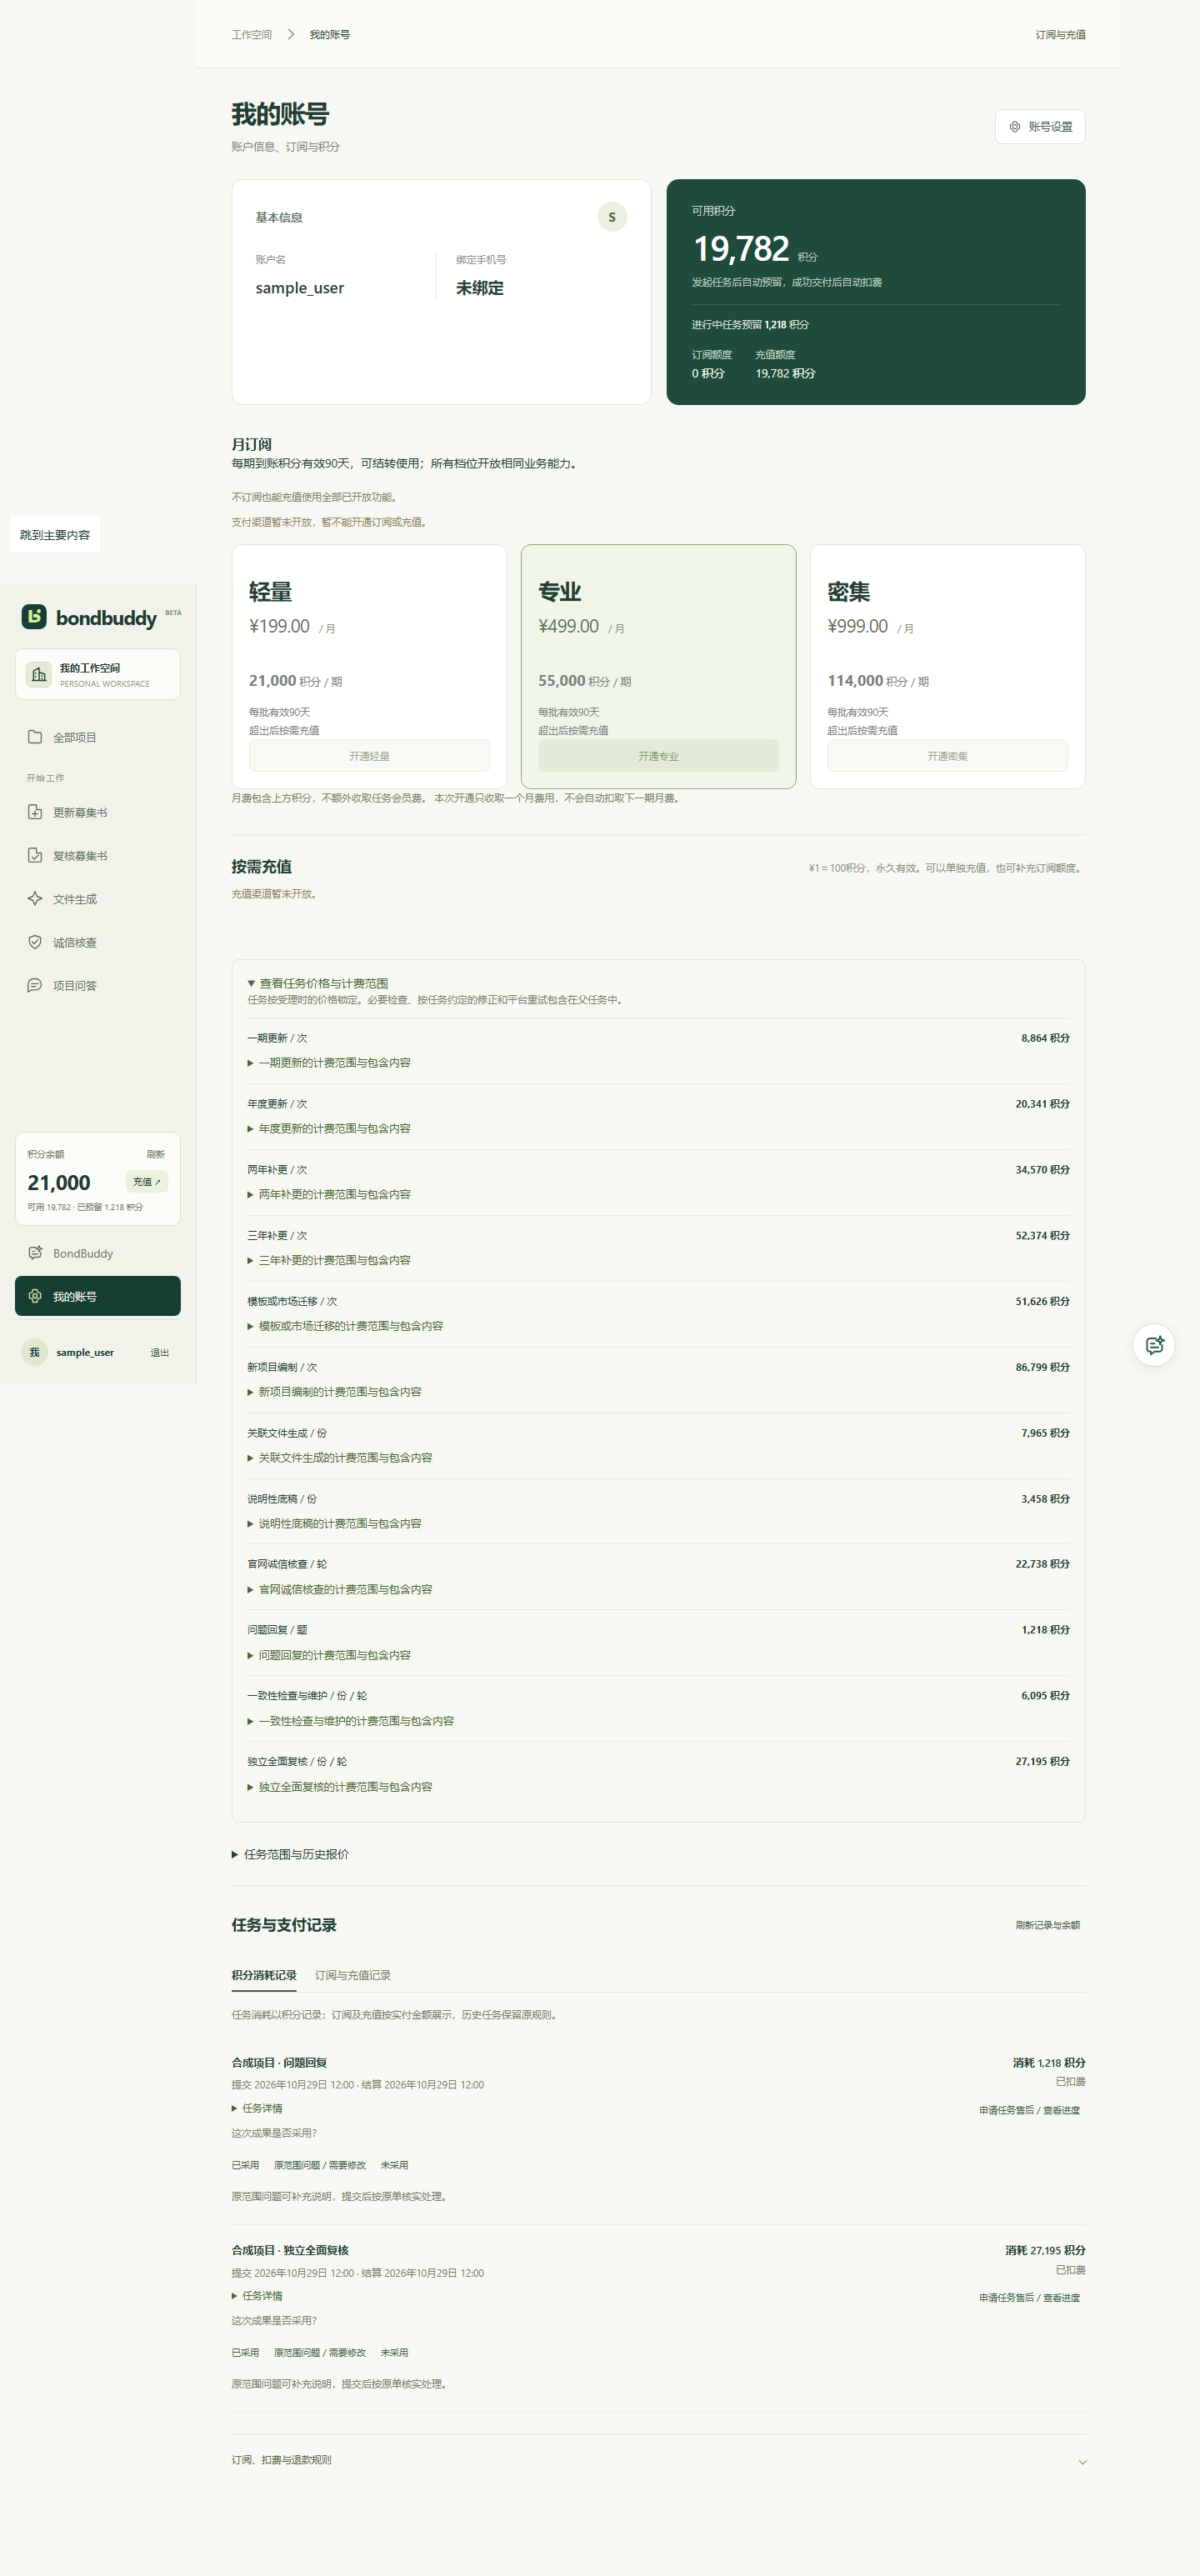 工作空间 > 我的账号
订阅与充值
我的账号
账户信息、订阅与积分
账号设置
基本信息
S
账户名
sample_user
绑定手机号
未绑定
可用积分
19,782 积分
发起任务后自动预留，成功交付后自动扣费
进行中任务预留 1,218 积分
订阅额度
0 积分
充值额度
19,782 积分
月订阅
每期到账积分有效90天，可结转使用；所有档位开放相同业务能力。
不订阅也能充值使用全部已开放功能。
支付渠道暂未开放，暂不能开通订阅或充值。
轻量
¥199.00 / 月
21,000 积分 / 期
每批有效90天
超出后按需充值
开通轻量
专业
¥499.00 / 月
55,000 积分 / 期
每批有效90天
超出后按需充值
开通专业
密集
¥999.00 / 月
114,000 积分 / 期
每批有效90天
超出后按需充值
开通密集
月费包含上方积分，不额外收取任务会员费。 本次开通只收取一个月费用，不会自动扣取下一期月费。
按需充值
¥1 = 100积分，永久有效。可以单独充值，也可补充订阅额度。
充值渠道暂未开放。
▼ 查看任务价格与计费范围
任务按受理时的价格锁定。必要检查、按任务约定的修正和平台重试包含在父任务中。
一期更新 / 次
8,864 积分
▶ 一期更新的计费范围与包含内容
年度更新 / 次
20,341 积分
▶ 年度更新的计费范围与包含内容
两年补更 / 次
34,570 积分
▶ 两年补更的计费范围与包含内容
三年补更 / 次
52,374 积分
▶ 三年补更的计费范围与包含内容
模板或市场迁移 / 次
51,626 积分
▶ 模板或市场迁移的计费范围与包含内容
新项目编制 / 次
86,799 积分
▶ 新项目编制的计费范围与包含内容
关联文件生成 / 份
7,965 积分
▶ 关联文件生成的计费范围与包含内容
说明性底稿 / 份
3,458 积分
▶ 说明性底稿的计费范围与包含内容
官网诚信核查 / 轮
22,738 积分
▶ 官网诚信核查的计费范围与包含内容
问题回复 / 题
1,218 积分
▶ 问题回复的计费范围与包含内容
一致性检查与维护 / 份 / 轮
6,095 积分
▶ 一致性检查与维护的计费范围与包含内容
独立全面复核 / 份 / 轮
27,195 积分
▶ 独立全面复核的计费范围与包含内容
▶ 任务范围与历史报价
任务与支付记录
刷新记录与余额
积分消耗记录
订阅与充值记录
任务消耗以积分记录；订阅及充值按实付金额展示，历史任务保留原规则。
合成项目 · 问题回复
消耗 1,218 积分
提交 2026年10月29日 12:00 · 结算 2026年10月29日 12:00
已扣费
▶ 任务详情
申请任务售后 / 查看进度
这次成果是否采用？
已采用 原范围问题 / 需要修改 未采用
原范围问题可补充说明，提交后按原单核实处理。
合成项目 · 独立全面复核
消耗 27,195 积分
提交 2026年10月29日 12:00 · 结算 2026年10月29日 12:00
已扣费
▶ 任务详情
申请任务售后 / 查看进度
这次成果是否采用？
已采用 原范围问题 / 需要修改 未采用
原范围问题可补充说明，提交后按原单核实处理。
订阅、扣费与退款规则
跳到主要内容
bondbuddy BETA
我的工作空间
PERSONAL WORKSPACE
全部项目
开始工作
更新募集书
复核募集书
文件生成
诚信核查
项目问答
积分余额
刷新
21,000
充值 ↗
可用 19,782 · 已预留 1,218 积分
BondBuddy
我的账号
我
sample_user
退出